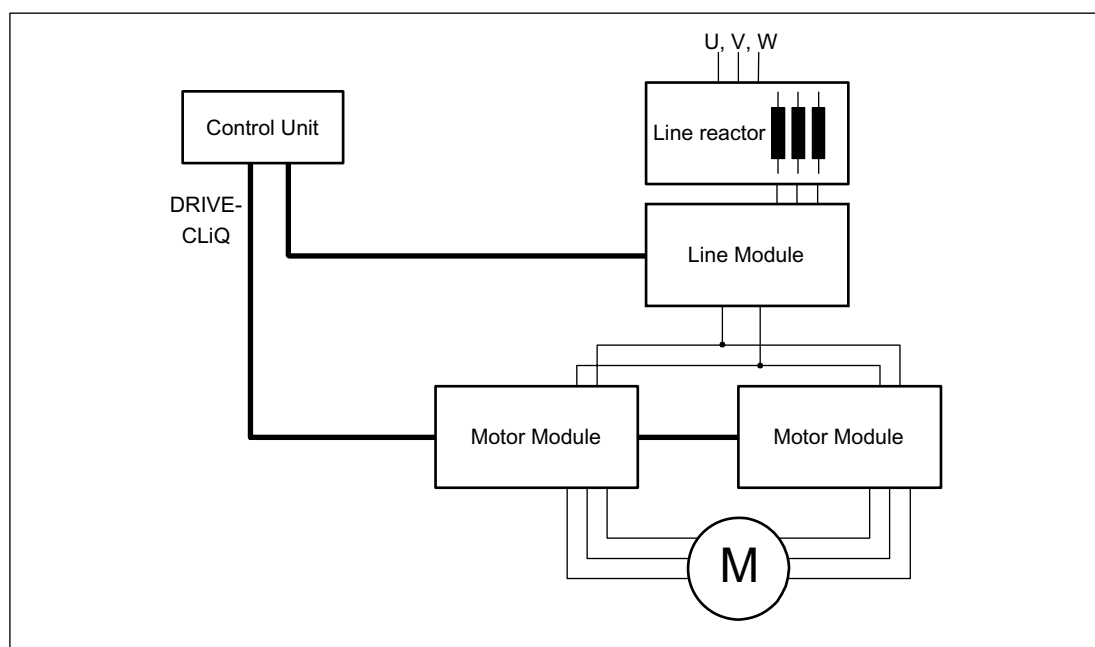 U, V, W
Control Unit
Line reactor
DRIVE-
CLiQ
Line Module
Motor Module
Motor Module
M